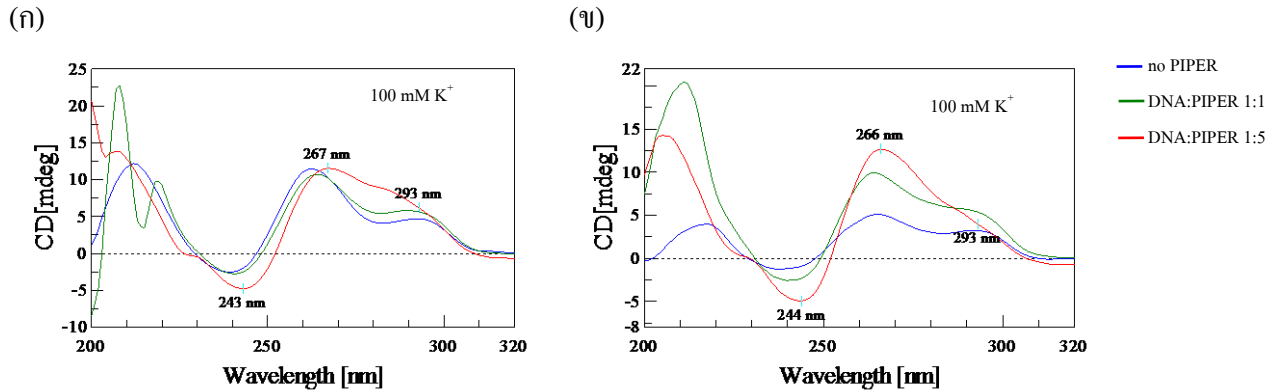 (ก)
25
20
15
10
5
0
-5
-10
CD[mdeg]
100 mM K⁺
267 nm
293 nm
243 nm
200
250
300
320
Wavelength [nm]
(ข)
22
15
10
5
0
-5
-8
CD[mdeg]
100 mM K⁺
266 nm
293 nm
244 nm
200
250
300
320
Wavelength [nm]
no PIPER
DNA:PIPER 1:1
DNA:PIPER 1:5